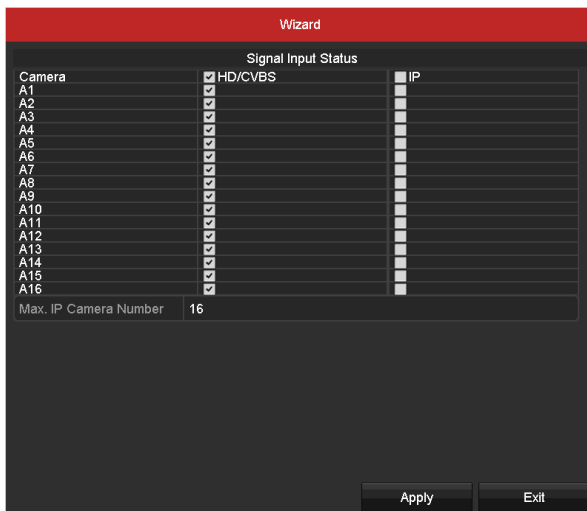 Wizard
Signal Input Status
Camera HD/CVBS IP
A1
A2
A3
A4
A5
A6
A7
A8
A9
A10
A11
A12
A13
A14
A15
A16
Max. IP Camera Number 16
Apply Exit